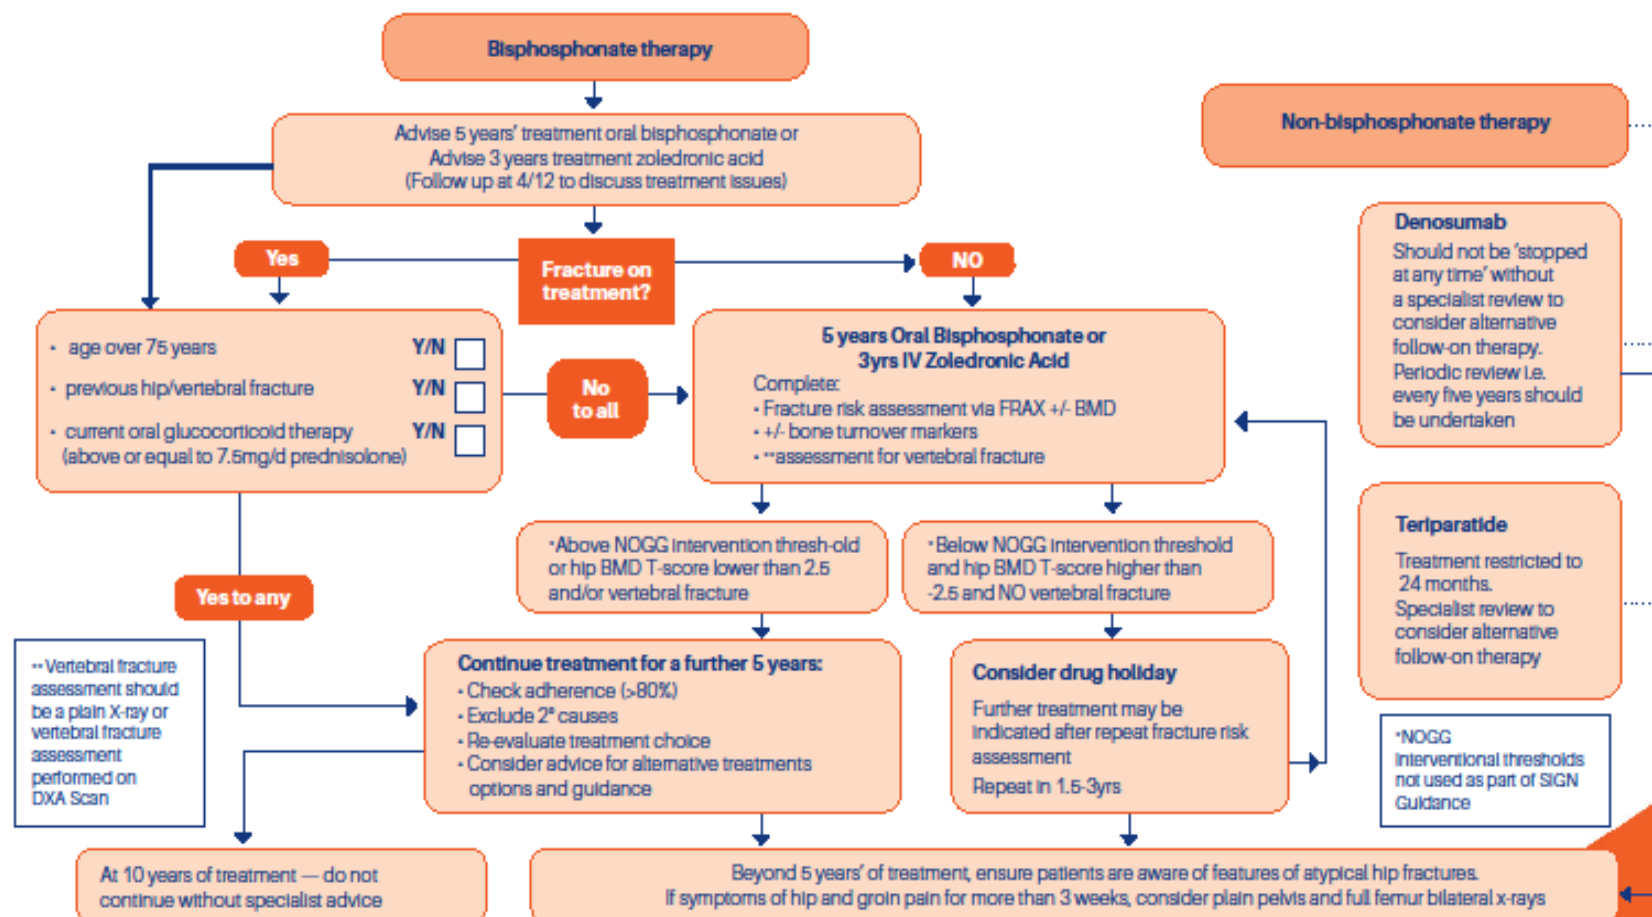 Bisphosphonate therapy
Advise 5 years' treatment oral bisphosphonate or
Advise 3 years treatment zoledronic acid
(Follow up at 4/12 to discuss treatment issues)
Non-bisphosphonate therapy
Yes
Fracture on
treatment?
NO
• age over 75 years Y/N
• previous hip/vertebral fracture Y/N
• current oral glucocorticoid therapy Y/N
(above or equal to 7.5mg/d prednisolone)
No
to all
5 years Oral Bisphosphonate or
3yrs IV Zoledronic Acid
Complete:
• Fracture risk assessment via FRAX +/- BMD
• +/- bone turnover markers
• **assessment for vertebral fracture
Denosumab
Should not be 'stopped
at any time' without
a specialist review to
consider alternative
follow-on therapy.
Periodic review i.e.
every five years should
be undertaken
*Above NOGG intervention thresh-old
or hip BMD T-score lower than 2.5
and/or vertebral fracture
*Below NOGG intervention threshold
and hip BMD T-score higher than
-2.5 and NO vertebral fracture
Teriparatide
Treatment restricted to
24 months.
Specialist review to
consider alternative
follow-on therapy
Yes to any
**Vertebral fracture
assessment should
be a plain X-ray or
vertebral fracture
assessment
performed on
DXA Scan
Continue treatment for a further 5 years:
• Check adherence (>80%)
• Exclude 2° causes
• Re-evaluate treatment choice
• Consider advice for alternative treatments
options and guidance
Consider drug holiday
Further treatment may be
indicated after repeat fracture risk
assessment
Repeat in 1.5-3yrs
*NOGG
Interventional thresholds
not used as part of SIGN
Guidance
At 10 years of treatment — do not
continue without specialist advice
Beyond 5 years' of treatment, ensure patients are aware of features of atypical hip fractures.
If symptoms of hip and groin pain for more than 3 weeks, consider plain pelvis and full femur bilateral x-rays